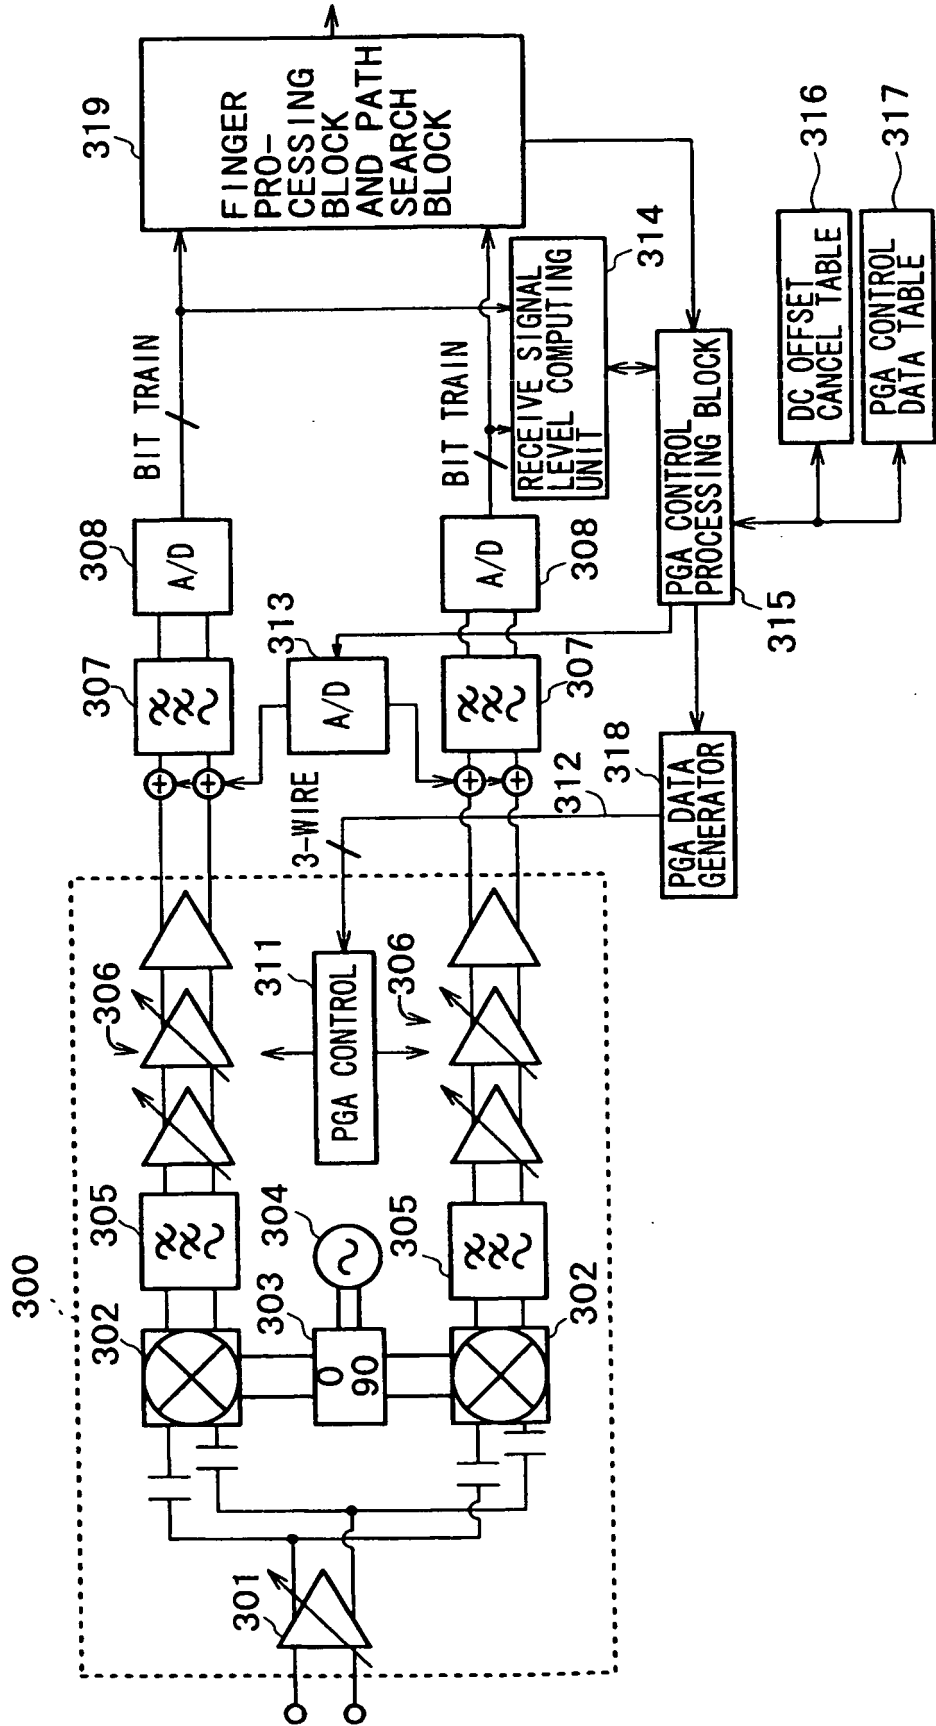 300
301
302
302
303
0
90
304
305
305
306
306
311
PGA CONTROL
3-WIRE
312
307
307
313
A/D
308
A/D
308
A/D
BIT TRAIN
BIT TRAIN
319
FINGER
PRO-
CESSING
BLOCK
AND PATH
SEARCH
BLOCK
RECEIVE SIGNAL
LEVEL COMPUTING
UNIT
314
PGA CONTROL
PROCESSING BLOCK
315
DC OFFSET
CANCEL TABLE
316
PGA CONTROL
DATA TABLE
317
318
PGA DATA
GENERATOR